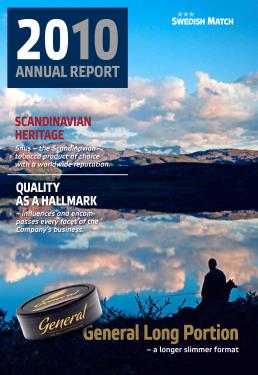 2010
ANNUAL REPORT
SWEDISH MATCH
SCANDINAVIAN
HERITAGE
Snus – the Scandinavian
tobacco product of choice
with a worldwide reputation.
QUALITY
AS A HALLMARK
– influences and encom-
passes every facet of the
Company's business.
General
General Long Portion
– a longer slimmer format